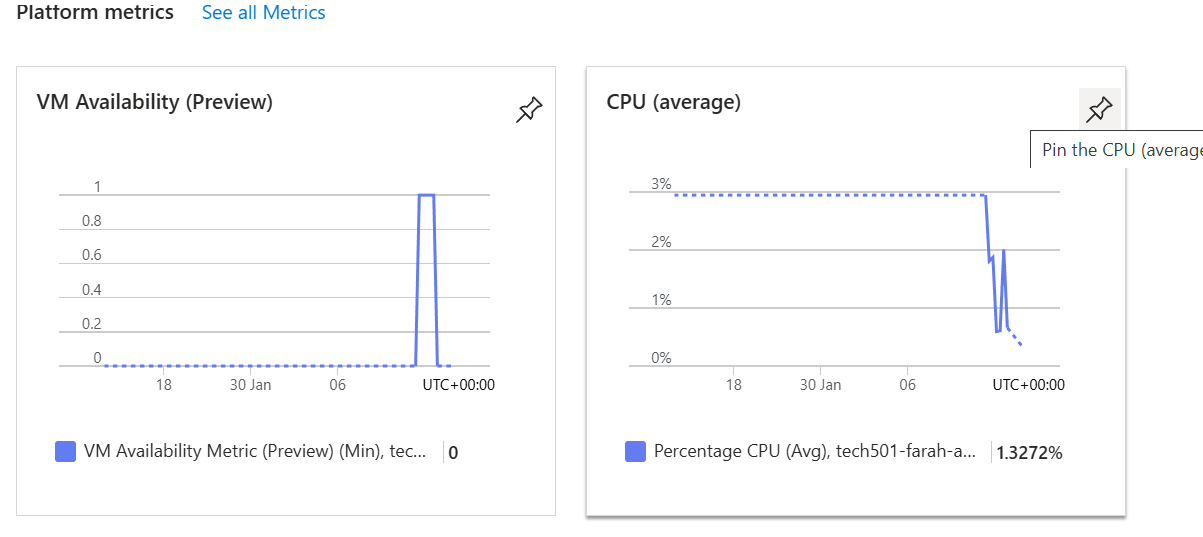 Platform metrics See all Metrics
VM Availability (Preview)
1
0.8
0.6
0.4
0.2
0
18 30 Jan 06 UTC+00:00
VM Availability Metric (Preview) (Min), tec... 0
CPU (average)
Pin the CPU (average
3%
2%
1%
0%
18 30 Jan 06 UTC+00:00
Percentage CPU (Avg), tech501-farah-a... 1.3272%